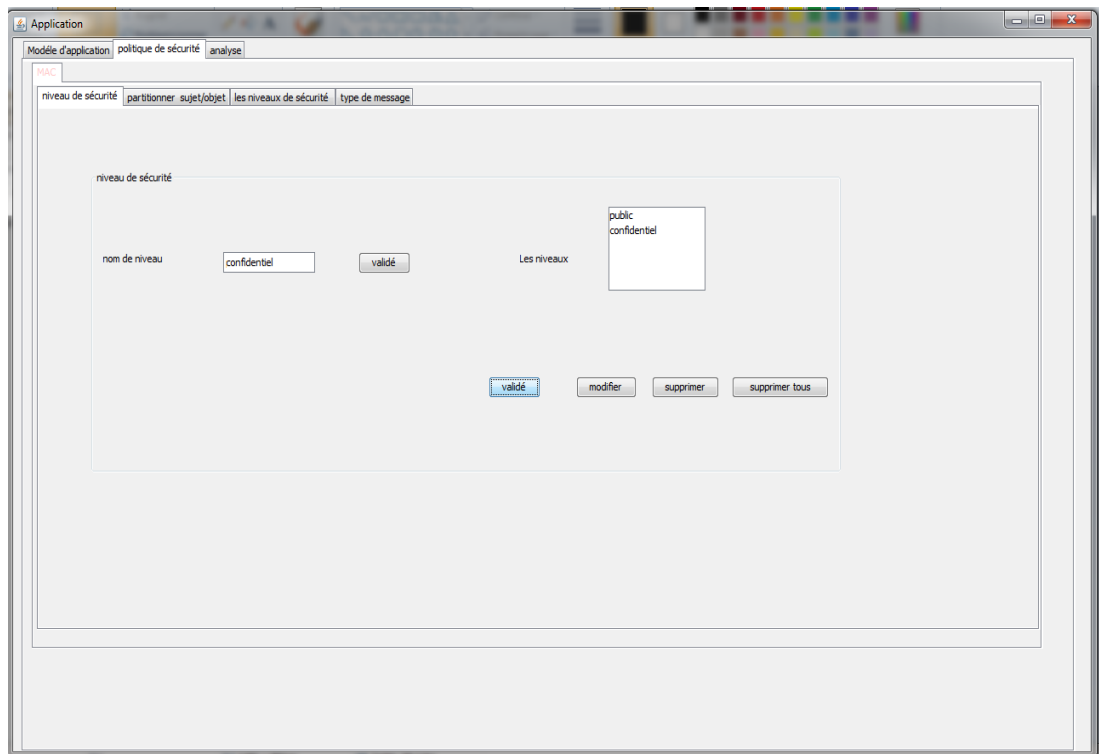 Application
Modéle d'application politique de sécurité analyse
MAC
niveau de sécurité partitionner sujet/objet les niveaux de sécurité type de message
niveau de sécurité
public
confidentiel
nom de niveau confidentiel validé Les niveaux
validé modifier supprimer supprimer tous